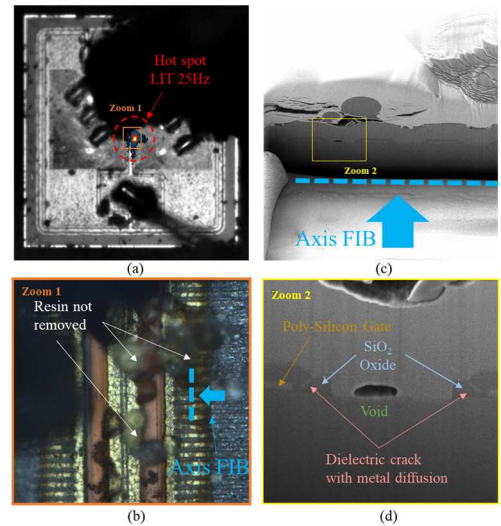 Hot spot
LIT 25Hz
Zoom 1
(a)
Zoom 2
Axis FIB
(c)
Zoom 1
Resin not
removed
Axis FIB
(b)
Zoom 2
Poly-Silicon Gate
SiO₂
Oxide
Void
Dielectric crack
with metal diffusion
(d)